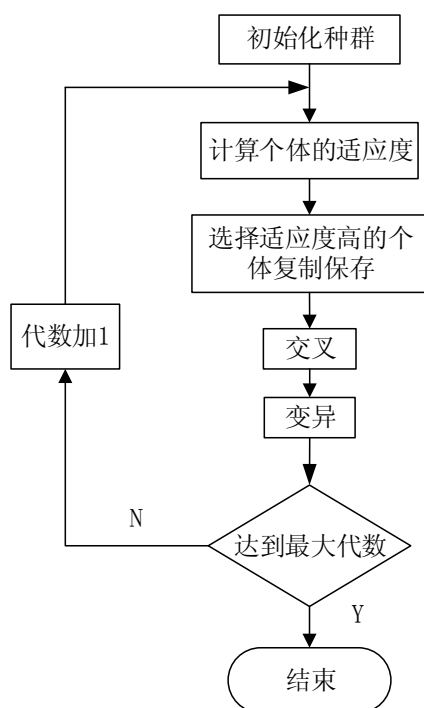 初始化种群
计算个体的适应度
选择适应度高的个
体复制保存
代数加1
交叉
变异
N
达到最大代数
Y
结束